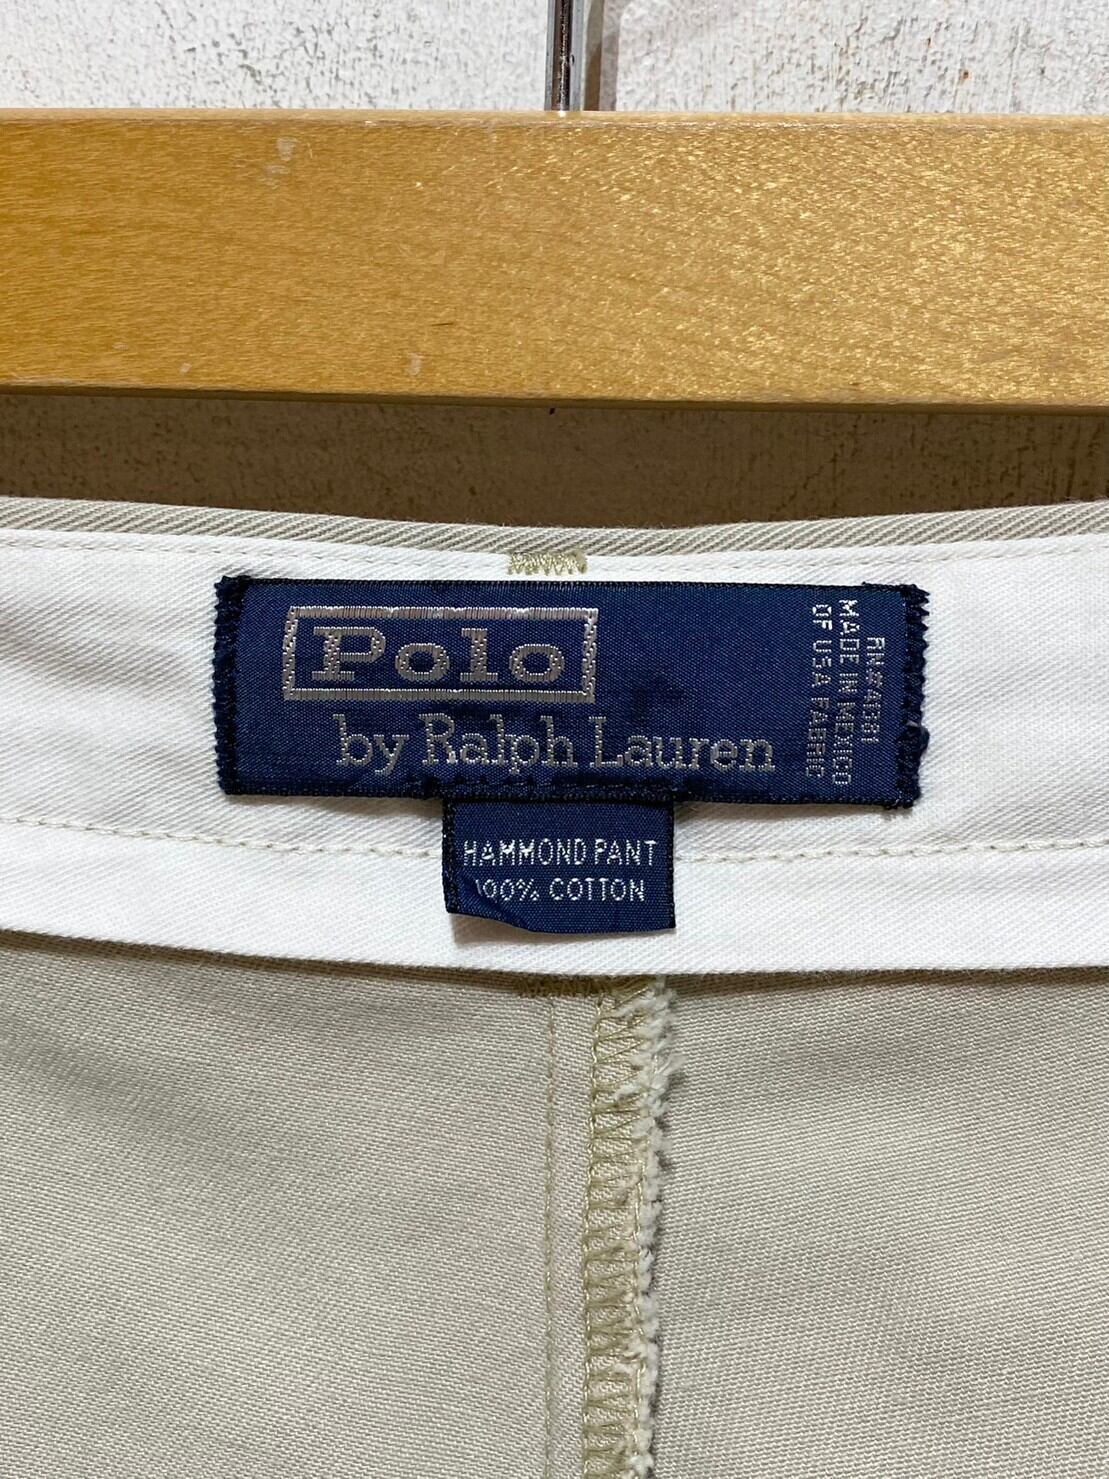 Polo
by Ralph Lauren
RN#41381
MADE IN MEXICO
OF USA FABRIC
HAMMOND PANT
100% COTTON